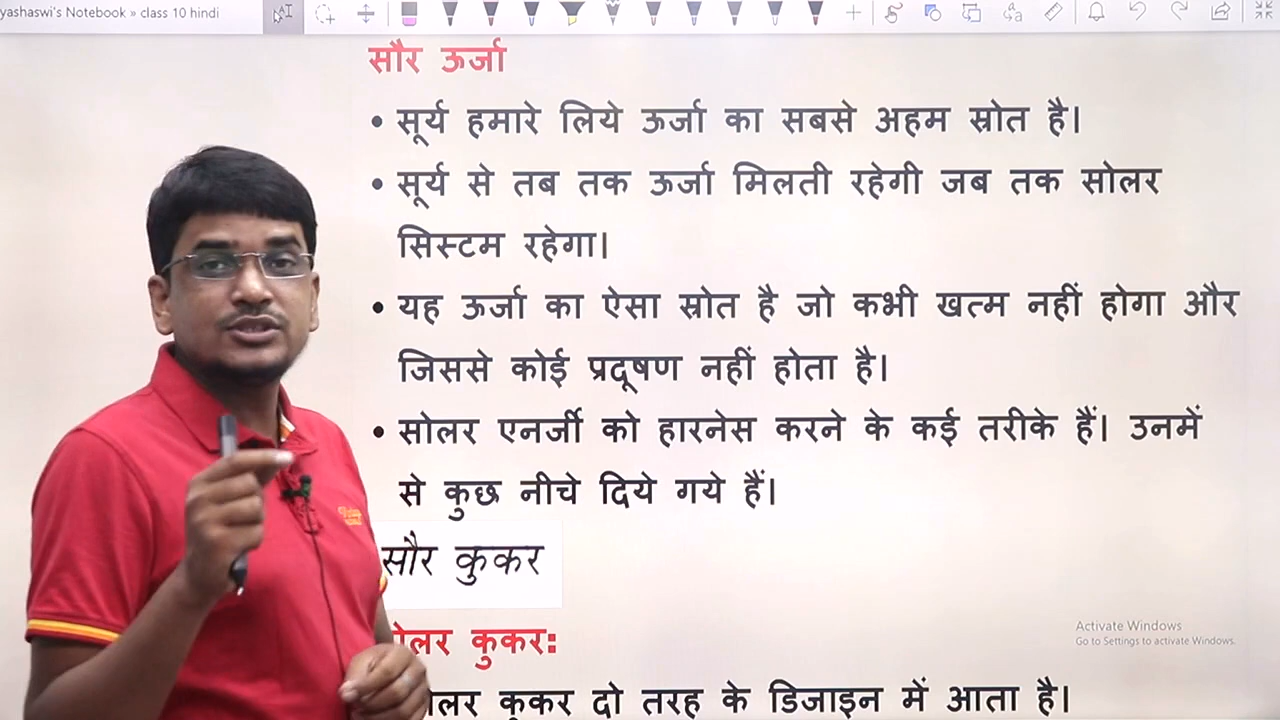 yashaswi's Notebook » class 10 hindi
सौर ऊर्जा
• सूर्य हमारे लिये ऊर्जा का सबसे अहम स्रोत है।
• सूर्य से तब तक ऊर्जा मिलती रहेगी जब तक सोलर
सिस्टम रहेगा।
• यह ऊर्जा का ऐसा स्रोत है जो कभी खत्म नहीं होगा और
जिससे कोई प्रदूषण नहीं होता है।
• सोलर एनर्जी को हारनेस करने के कई तरीके हैं। उनमें
से कुछ नीचे दिये गये हैं।
सौर कुकर
कुकर:
Activate Windows
Go to Settings to activate Windows.
कूकर दो तरह के डिजाइन में आता है।